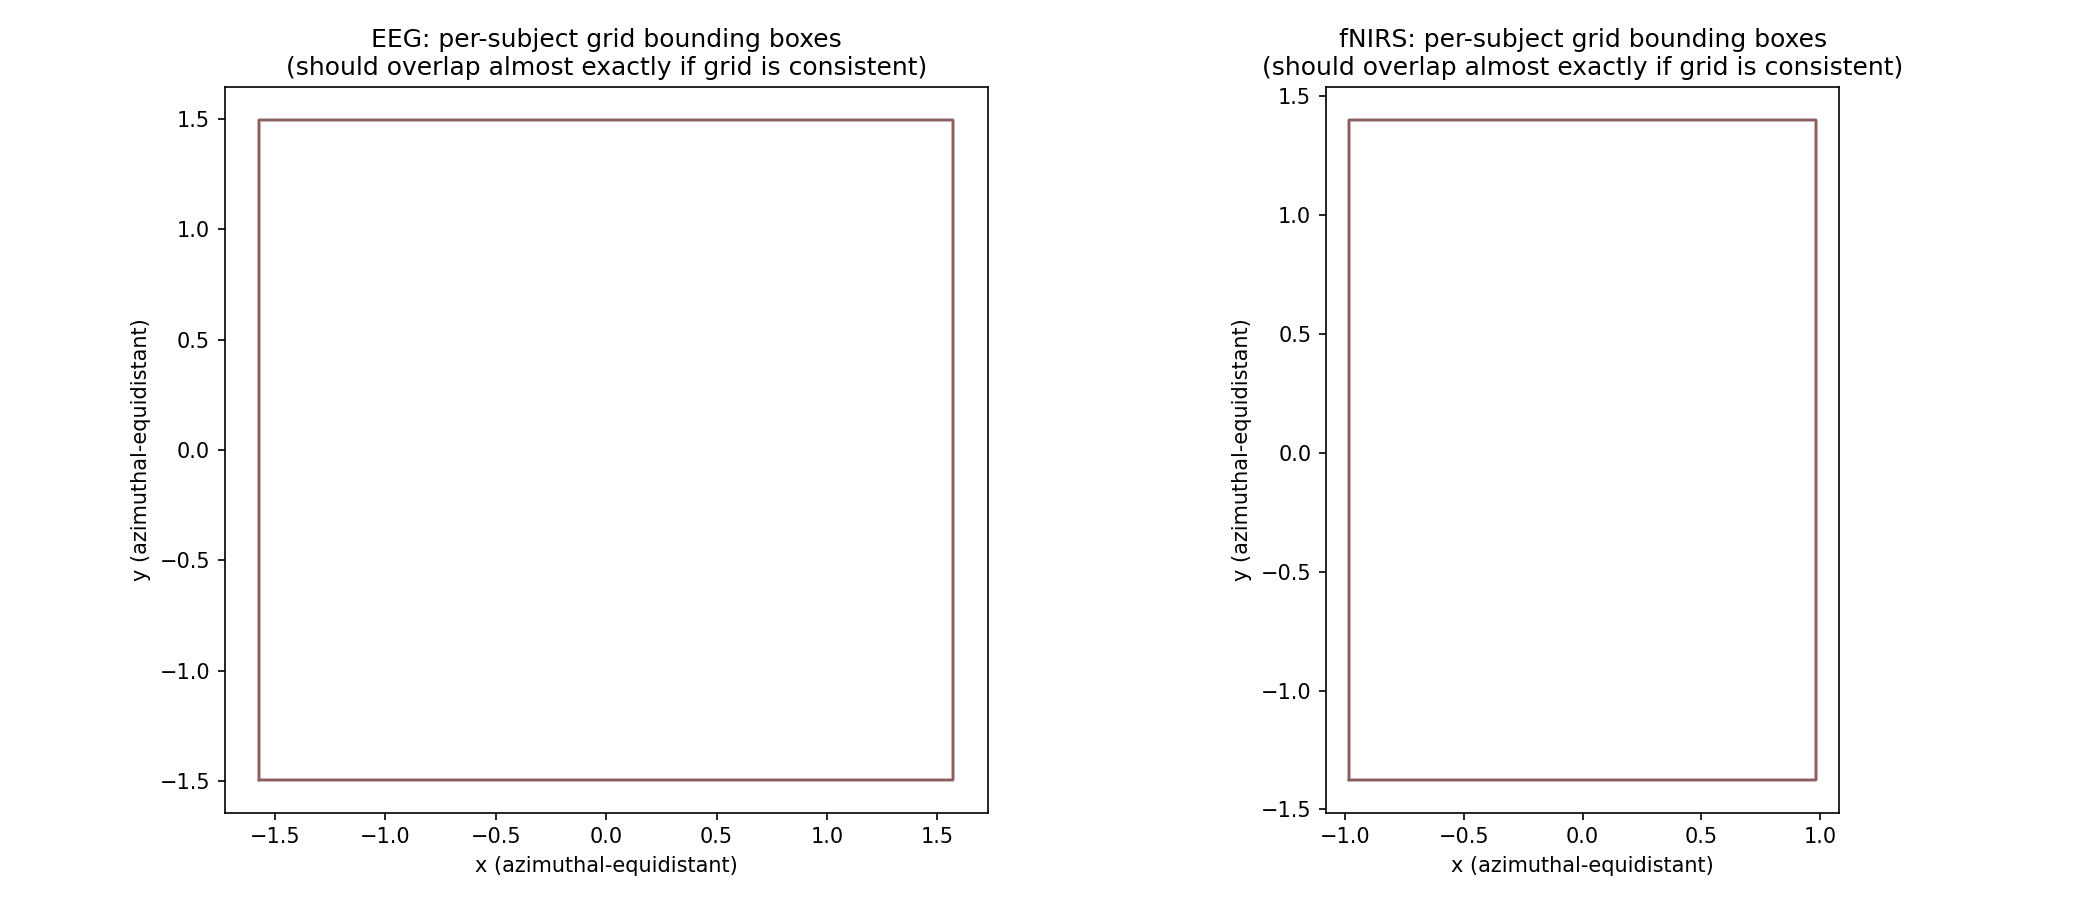 EEG: per-subject grid bounding boxes
(should overlap almost exactly if grid is consistent)
1.5
1.0
0.5
0.0
−0.5
−1.0
−1.5
y (azimuthal-equidistant)
−1.5 −1.0 −0.5 0.0 0.5 1.0 1.5
x (azimuthal-equidistant)
fNIRS: per-subject grid bounding boxes
(should overlap almost exactly if grid is consistent)
1.5
1.0
0.5
0.0
−0.5
−1.0
−1.5
y (azimuthal-equidistant)
−1.0 −0.5 0.0 0.5 1.0
x (azimuthal-equidistant)